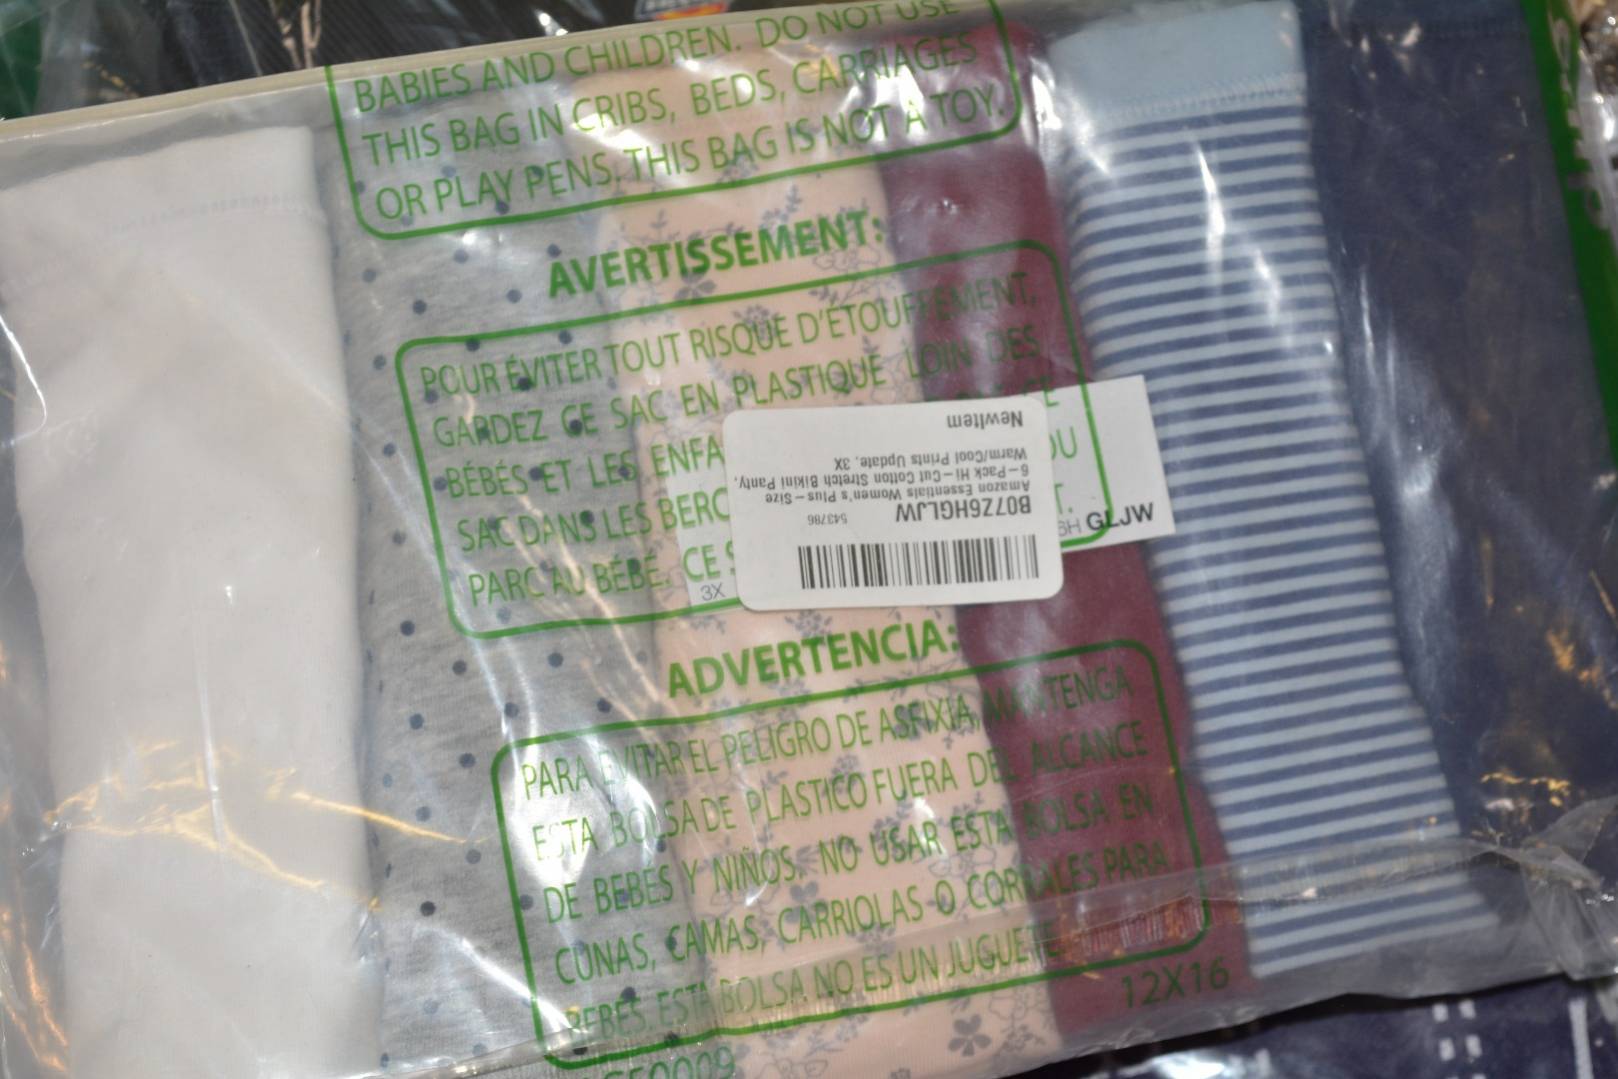 BABIES AND CHILDREN. DO NOT USE
THIS BAG IN CRIBS, BEDS, CARRIAGES
OR PLAY PENS. THIS BAG IS NOT A TOY.
AVERTISSEMENT:
POUR ÉVITER TOUT RISQUE D'ÉTOUFFEMENT,
GARDEZ CE SAC EN PLASTIQUE LOIN DES
BÉBÉS ET LES ENFA CE
SAC DANS LES BERC DU
PARC AU BÉBÉ. CE S T.
3X
GLJW
NewItem
Amazon Essentials Women's Plus-Size
6-Pack Hi-Cut Cotton Stretch Bikini Panty,
Warm/Cool Prints Update, 3X
B07Z6HGLJW 543786
ADVERTENCIA:
PARA EVITAR EL PELIGRO DE ASFIXIA, MANTENGA
ESTA BOLSA DE PLASTICO FUERA DEL ALCANCE
DE BEBÉS Y NIÑOS. NO USAR ESTA BOLSA EN
CUNAS, CAMAS, CARRIOLAS O CORRALES PARA
BEBES. ESTA BOLSA NO ES UN JUGUETE
12X16